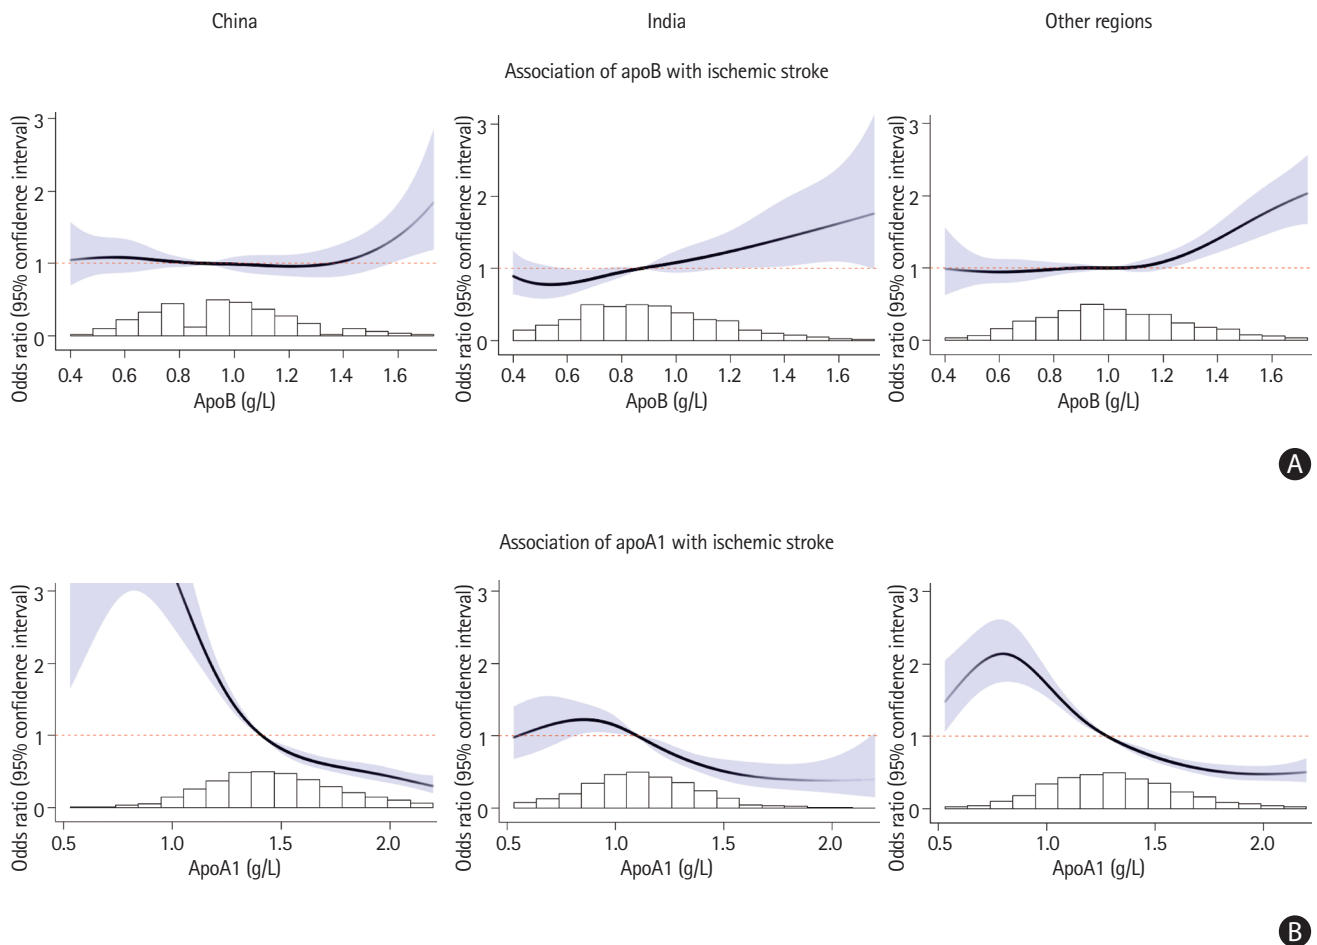 China
India
Other regions
Association of apoB with ischemic stroke
Odds ratio (95% confidence interval)
3
2
1
0
0.4 0.6 0.8 1.0 1.2 1.4 1.6
ApoB (g/L)
Odds ratio (95% confidence interval)
3
2
1
0
0.4 0.6 0.8 1.0 1.2 1.4 1.6
ApoB (g/L)
Odds ratio (95% confidence interval)
3
2
1
0
0.4 0.6 0.8 1.0 1.2 1.4 1.6
ApoB (g/L)
A
Association of apoA1 with ischemic stroke
Odds ratio (95% confidence interval)
3
2
1
0
0.5 1.0 1.5 2.0
ApoA1 (g/L)
Odds ratio (95% confidence interval)
3
2
1
0
0.5 1.0 1.5 2.0
ApoA1 (g/L)
Odds ratio (95% confidence interval)
3
2
1
0
0.5 1.0 1.5 2.0
ApoA1 (g/L)
B